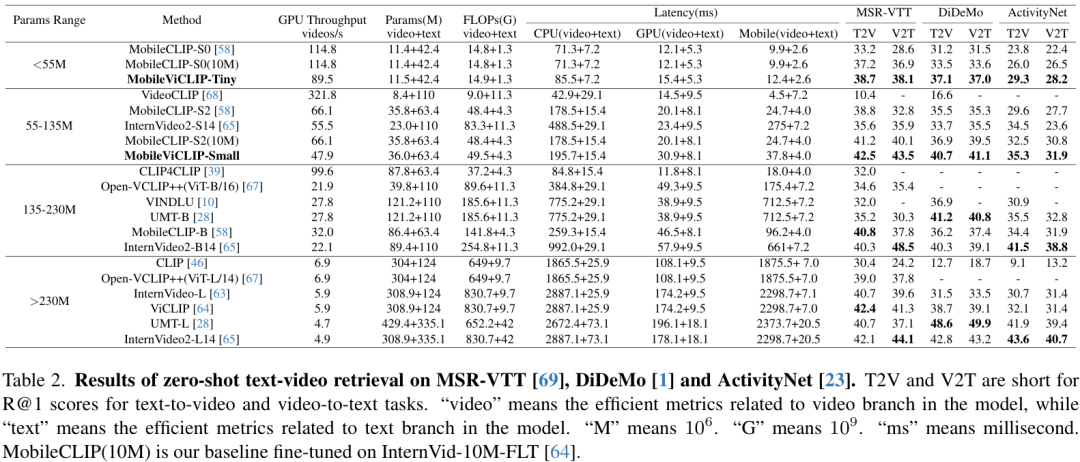 Params Range Method GPU Throughput Params(M) FLOPs(G) Latency(ms) MSR-VTT DiDeMo ActivityNet
videos/s video+text video+text CPU(video+text) GPU(video+text) Mobile(video+text) T2V V2T T2V V2T T2V V2T
<55M
MobileCLIP-S0 [58] 114.8 11.4+42.4 14.8+1.3 71.3+7.2 12.1+5.3 9.9+2.6 33.2 28.6 31.2 31.5 23.8 22.4
MobileCLIP-S0(10M) 114.8 11.4+42.4 14.8+1.3 71.3+7.2 12.1+5.3 9.9+2.6 37.2 36.9 33.5 33.6 26.0 26.5
MobileViCLIP-Tiny 89.5 11.5+42.4 14.9+1.3 85.5+7.2 15.4+5.3 12.4+2.6 38.7 38.1 37.1 37.0 29.3 28.2
55-135M
VideoCLIP [68] 321.8 8.4+110 9.0+11.3 42.9+29.1 14.5+9.5 4.5+7.2 10.4 - 16.6 - - -
MobileCLIP-S2 [58] 66.1 35.8+63.4 48.4+4.3 178.5+15.4 20.1+8.1 24.7+4.0 38.8 32.8 35.5 35.3 29.6 27.7
InternVideo2-S14 [65] 55.5 23.0+110 83.3+11.3 488.5+29.1 23.4+9.5 275+7.2 35.6 35.9 33.7 35.5 34.5 23.6
MobileCLIP-S2(10M) 66.1 35.8+63.4 48.4+4.3 178.5+15.4 20.1+8.1 24.7+4.0 41.2 40.1 36.9 39.5 32.5 30.8
MobileViCLIP-Small 47.9 36.0+63.4 49.5+4.3 195.7+15.4 30.9+8.1 37.8+4.0 42.5 43.5 40.7 41.1 35.3 31.9
135-230M
CLIP4CLIP [39] 99.6 87.8+63.4 37.2+4.3 84.8+15.4 11.8+8.1 18.0+4.0 32.0 - - - - -
Open-VCLIP++(ViT-B/16) [67] 21.9 39.8+110 89.6+11.3 384.8+29.1 49.3+9.5 175.4+7.2 34.6 35.4 - - - -
VINDLU [10] 27.8 121.2+110 185.6+11.3 775.2+29.1 38.9+9.5 712.5+7.2 32.0 - 36.9 - 30.9 -
UMT-B [28] 27.8 121.2+110 185.6+11.3 775.2+29.1 38.9+9.5 712.5+7.2 35.2 30.3 41.2 40.8 35.5 32.8
MobileCLIP-B [58] 32.0 86.4+63.4 141.8+4.3 259.3+15.4 46.5+8.1 96.2+4.0 40.8 37.8 36.2 37.4 34.4 31.9
InternVideo2-B14 [65] 22.1 89.4+110 254.8+11.3 992.0+29.1 57.9+9.5 661+7.2 40.3 48.5 40.3 39.1 41.5 38.8
>230M
CLIP [46] 6.9 304+124 649+9.7 1865.5+25.9 108.1+9.5 1875.5+ 7.0 30.4 24.2 12.7 18.7 9.1 13.2
Open-VCLIP++(ViT-L/14) [67] 6.9 304+124 649+9.7 1865.5+25.9 108.1+9.5 1875.5+7.0 39.0 37.8 - - - -
InternVideo-L [63] 5.9 308.9+124 830.7+9.7 2887.1+25.9 174.2+9.5 2298.7+7.1 40.7 39.6 31.5 33.5 30.7 31.4
ViCLIP [64] 5.9 308.9+124 830.7+9.7 2887.1+25.9 174.2+9.5 2298.7+7.0 42.4 41.3 38.7 39.1 32.1 31.4
UMT-L [28] 4.7 429.4+335.1 652.2+42 2672.4+73.1 196.1+18.1 2373.7+20.5 40.7 37.1 48.6 49.9 41.9 39.4
InternVideo2-L14 [65] 4.9 308.9+335.1 830.7+42 2887.1+73.1 178.1+18.1 2298.7+20.5 42.1 44.1 42.8 43.2 43.6 40.7
Table 2. Results of zero-shot text-video retrieval on MSR-VTT [69], DiDeMo [1] and ActivityNet [23]. T2V and V2T are short for
R@1 scores for text-to-video and video-to-text tasks. “video” means the efficient metrics related to video branch in the model, while
“text” means the efficient metrics related to text branch in the model. “M” means 10⁶. “G” means 10⁹. “ms” means millisecond.
MobileCLIP(10M) is our baseline fine-tuned on InternVid-10M-FLT [64].